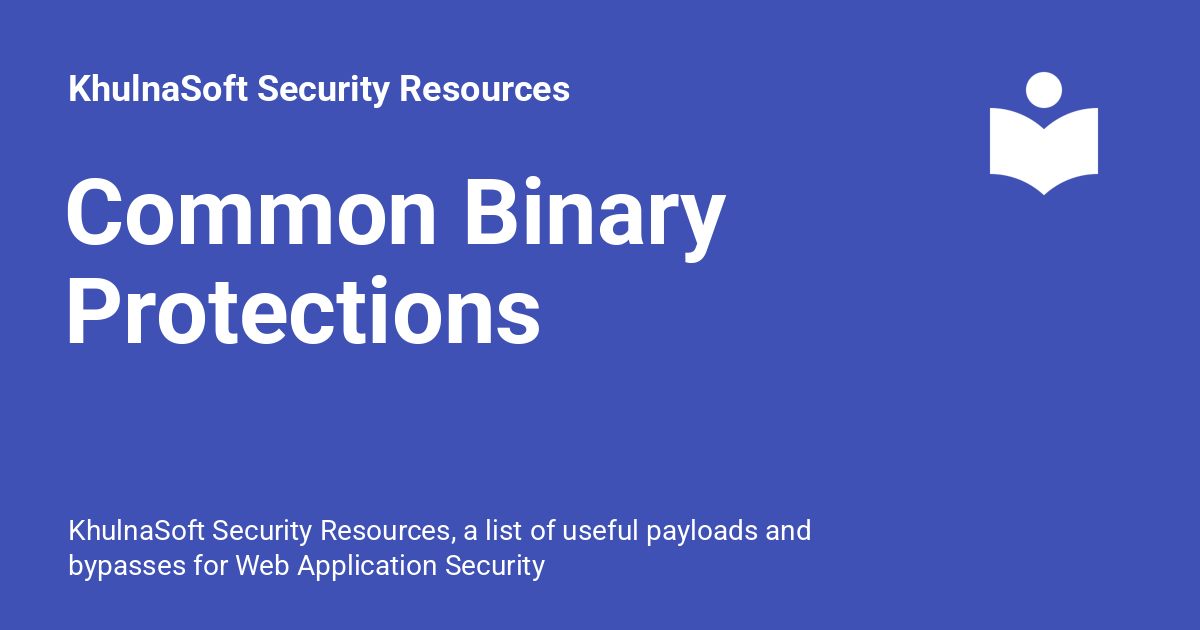 KhulnaSoft Security Resources
Common Binary
Protections
KhulnaSoft Security Resources, a list of useful payloads and
bypasses for Web Application Security